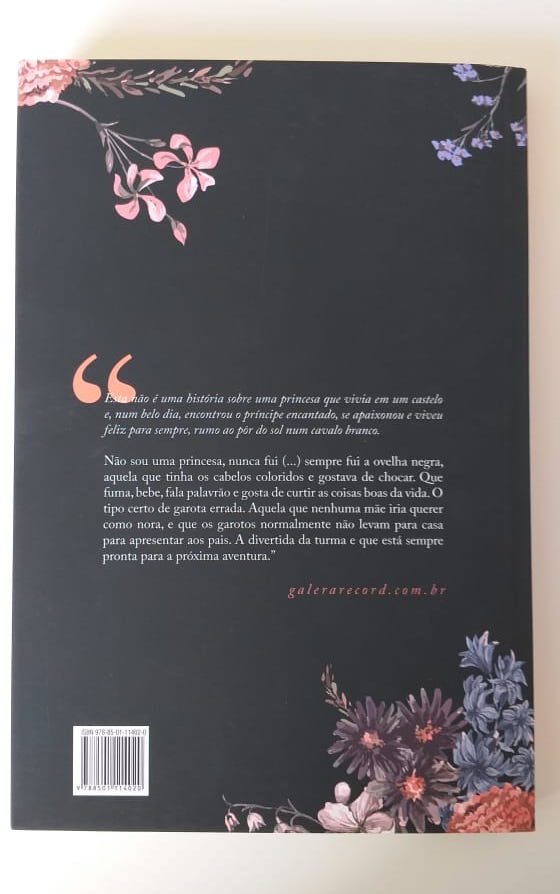 “
Esta não é uma história sobre uma princesa que vivia em um castelo
e, num belo dia, encontrou o príncipe encantado, se apaixonou e viveu
feliz para sempre, rumo ao pôr do sol num cavalo branco.
Não sou uma princesa, nunca fui (...) sempre fui a ovelha negra,
aquela que tinha os cabelos coloridos e gostava de chocar. Que
fuma, bebe, fala palavrão e gosta de curtir as coisas boas da vida. O
tipo certo de garota errada. Aquela que nenhuma mãe iria querer
como nora, e que os garotos normalmente não levam para casa
para apresentar aos pais. A divertida da turma e que está sempre
pronta para a próxima aventura.”
galerarecord.com.br
ISBN 978-85-01-11402-0
9 788501 114020